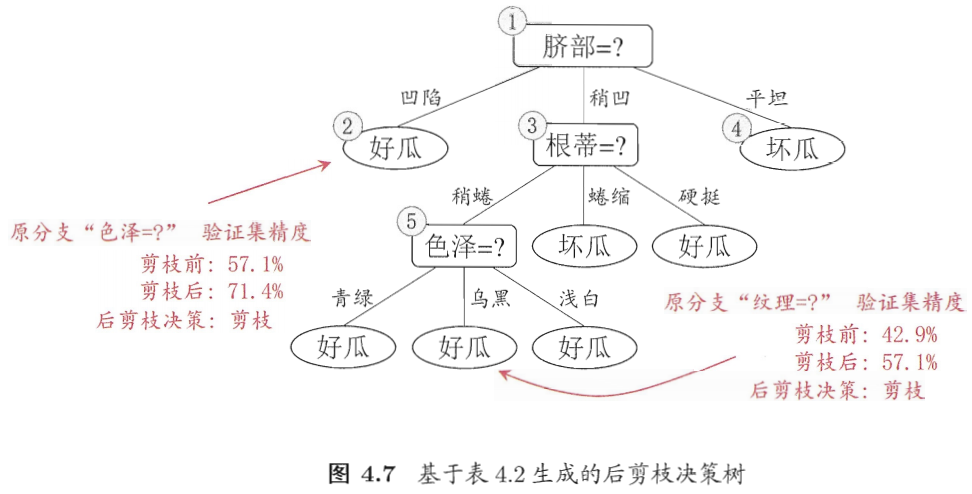 ①
脐部=?
凹陷
稍凹
平坦
②
好瓜
③
根蒂=?
④
坏瓜
稍蜷
蜷缩
硬挺
⑤
色泽=?
坏瓜
好瓜
原分支“色泽=?” 验证集精度
剪枝前: 57.1%
剪枝后: 71.4%
后剪枝决策: 剪枝
青绿
乌黑
浅白
好瓜
好瓜
好瓜
原分支“纹理=?” 验证集精度
剪枝前: 42.9%
剪枝后: 57.1%
后剪枝决策: 剪枝
图 4.7 基于表 4.2 生成的后剪枝决策树